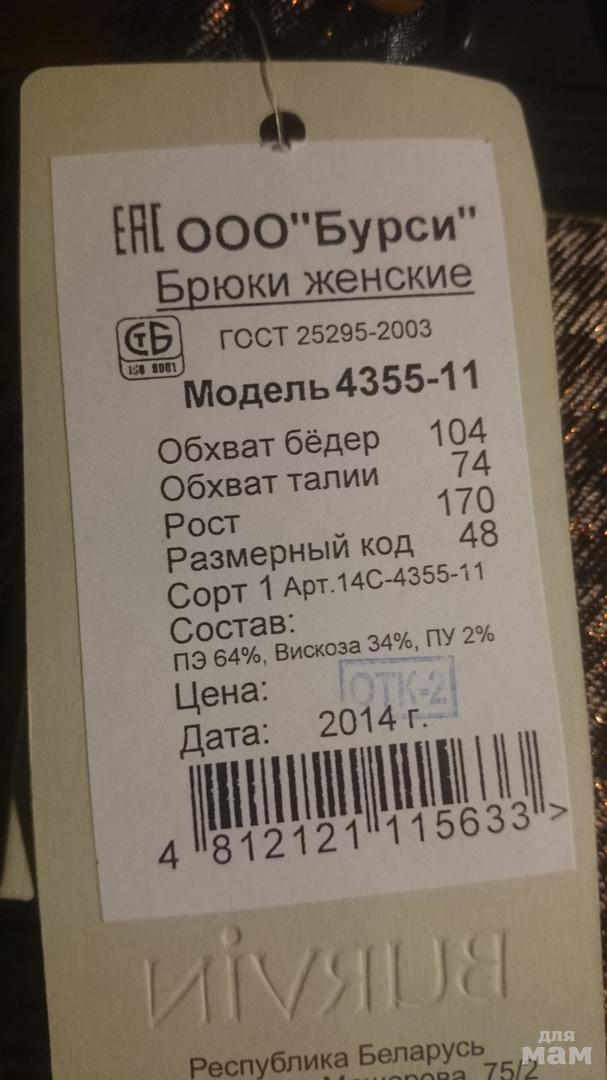 EAC ООО"Бурси"
Брюки женские
СТБ
ISO 9001
ГОСТ 25295-2003
Модель 4355-11
Обхват бёдер 104
Обхват талии 74
Рост 170
Размерный код 48
Сорт 1 Арт.14С-4355-11
Состав:
ПЭ 64%, Вискоза 34%, ПУ 2%
Цена:
ОТК-2
Дата: 2014 г.
4 812121 115633 >
BURViN
Республика Беларусь
75/2
для
мам